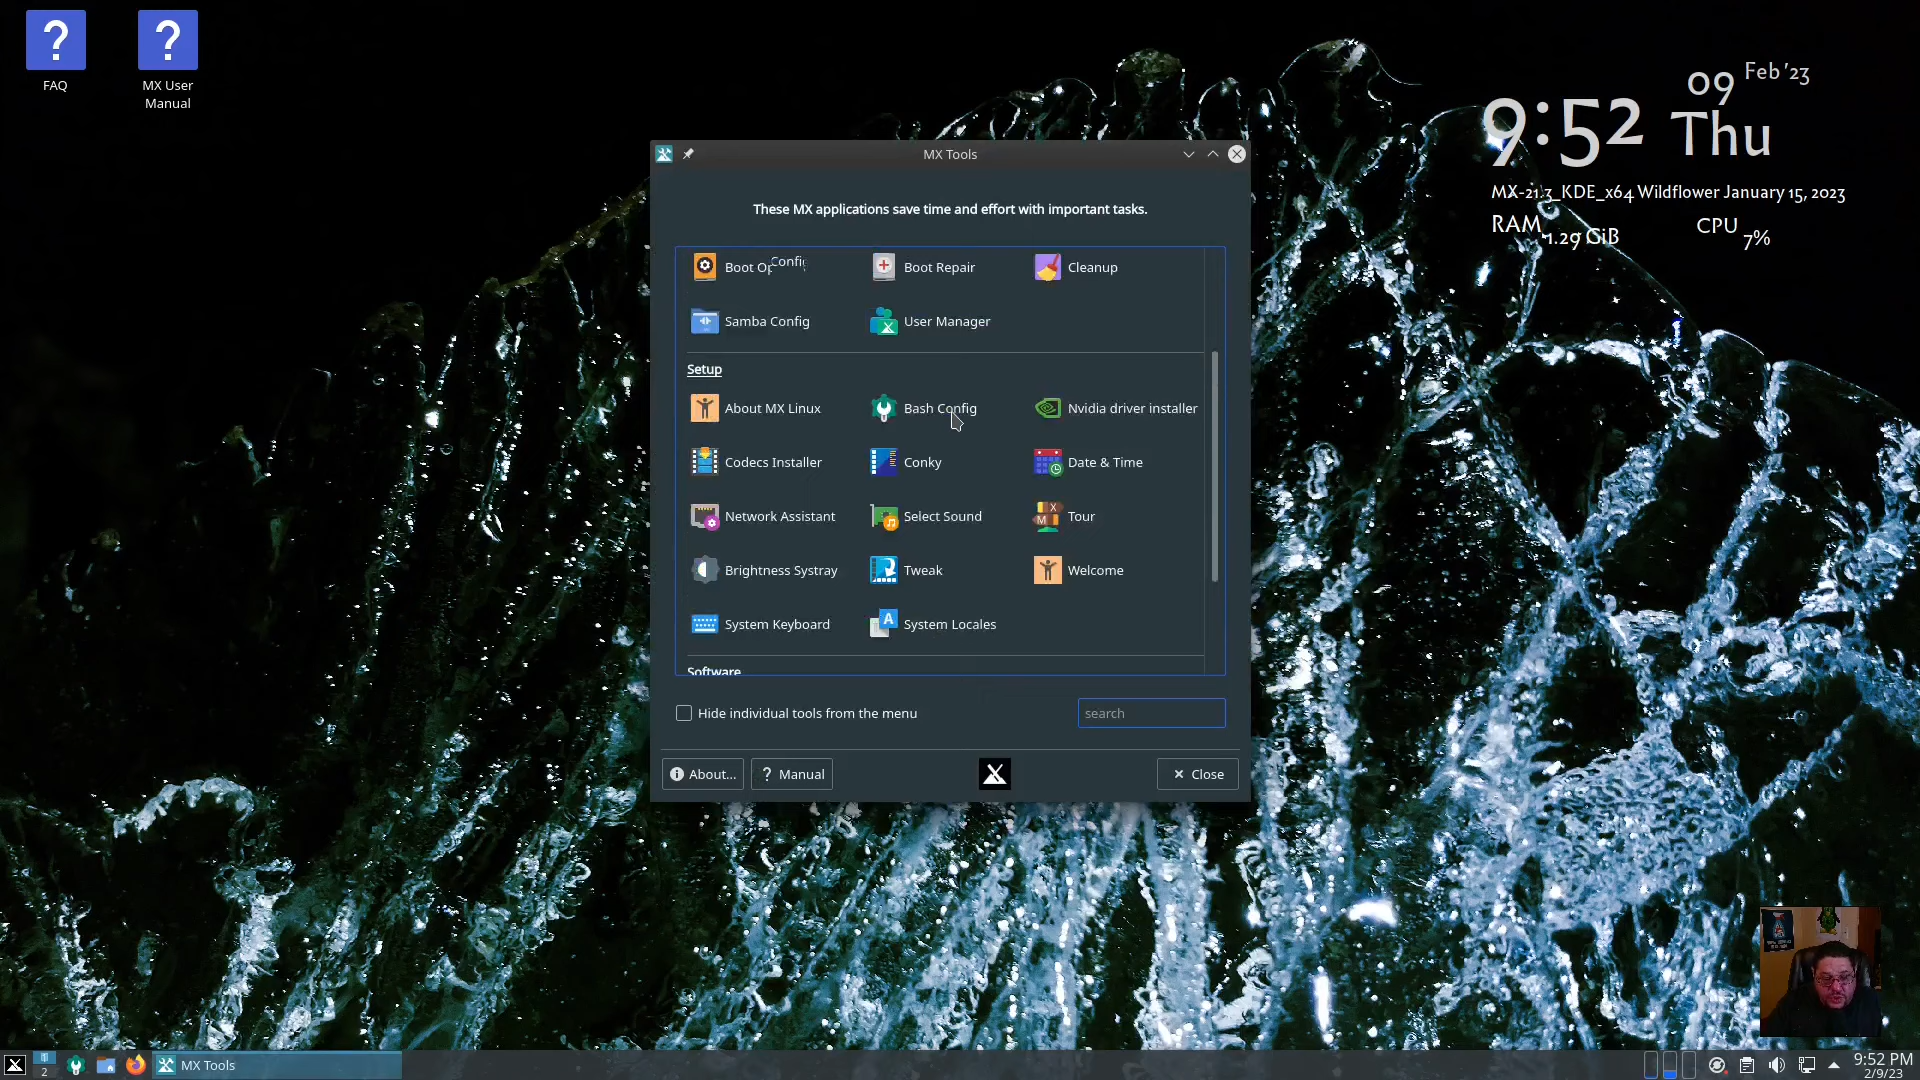 FAQ
MX User
Manual
09
Feb '23
9:52
Thu
MX-21.3_KDE_x64 Wildflower January 15, 2023
RAM
1.29 GiB
CPU
7%
MX Tools
These MX applications save time and effort with important tasks.
Boot Op
Config
Boot Repair
Cleanup
Samba Config
User Manager
Setup
About MX Linux
Bash Config
Nvidia driver installer
Codecs Installer
Conky
Date & Time
Network Assistant
Select Sound
Tour
Brightness Systray
Tweak
Welcome
System Keyboard
System Locales
Software
Hide individual tools from the menu
search
About...
? Manual
Close
2
MX Tools
9:52 PM
2/9/23